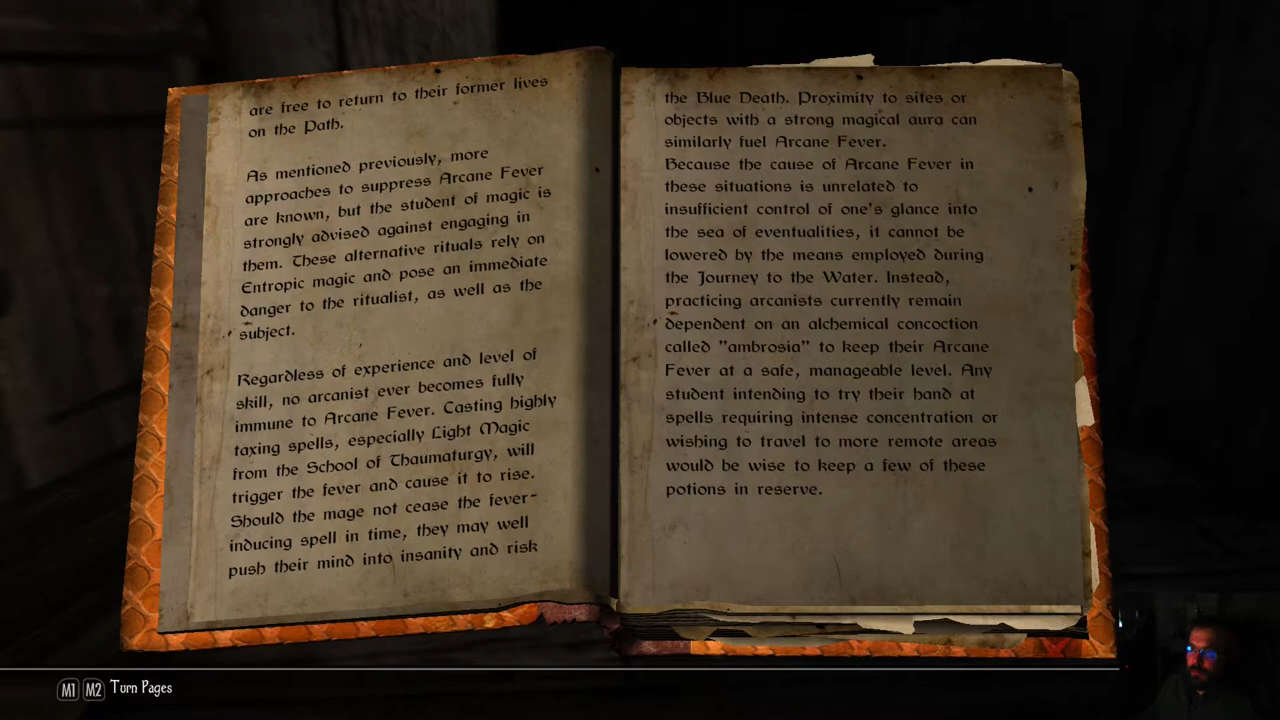 are free to return to their former lives
on the Path.
As mentioned previously, more
approaches to suppress Arcane Fever
are known, but the student of magic is
strongly advised against engaging in
them. These alternative rituals rely on
Entropic magic and pose an immediate
danger to the ritualist, as well as the
subject.
Regardless of experience and level of
skill, no arcanist ever becomes fully
immune to Arcane Fever. Casting highly
taxing spells, especially Light Magic
from the School of Thaumaturgy, will
trigger the fever and cause it to rise.
Should the mage not cease the fever-
inducing spell in time, they may well
push their mind into insanity and risk
the Blue Death. Proximity to sites or
objects with a strong magical aura can
similarly fuel Arcane Fever.
Because the cause of Arcane Fever in
these situations is unrelated to
insufficient control of one's glance into
the sea of eventualities, it cannot be
lowered by the means employed during
the Journey to the Water. Instead,
practicing arcanists currently remain
dependent on an alchemical concoction
called "ambrosia" to keep their Arcane
Fever at a safe, manageable level. Any
student intending to try their hand at
spells requiring intense concentration or
wishing to travel to more remote areas
would be wise to keep a few of these
potions in reserve.
M1 M2 Turn Pages